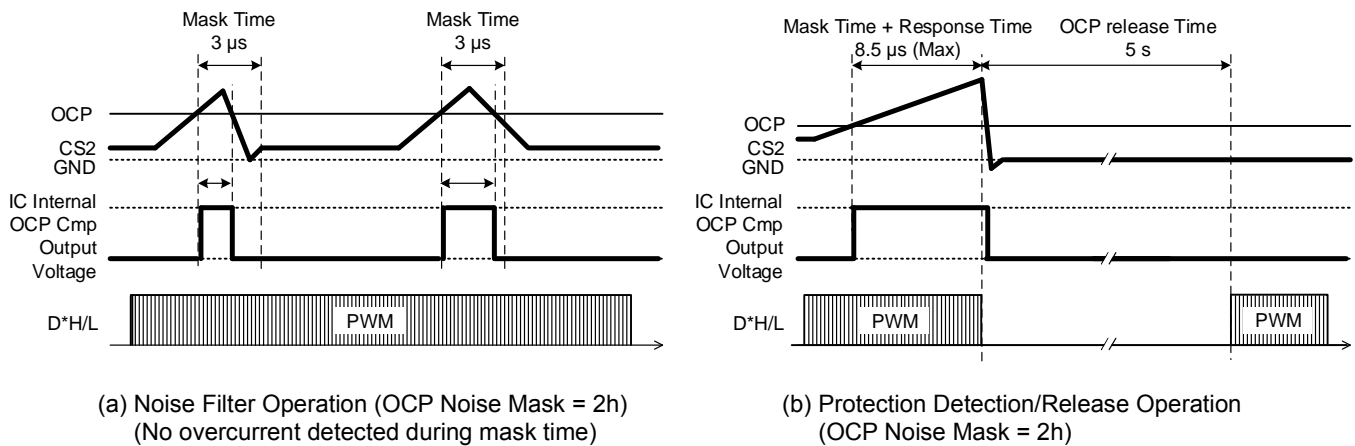 Mask Time
3 µs
Mask Time
3 µs
OCP
CS2
GND
IC Internal
OCP Cmp
Output
Voltage
D*H/L
PWM
(a) Noise Filter Operation (OCP Noise Mask = 2h)
(No overcurrent detected during mask time)
Mask Time + Response Time
8.5 µs (Max)
OCP release Time
5 s
OCP
CS2
GND
IC Internal
OCP Cmp
Output
Voltage
D*H/L
PWM
PWM
(b) Protection Detection/Release Operation
(OCP Noise Mask = 2h)